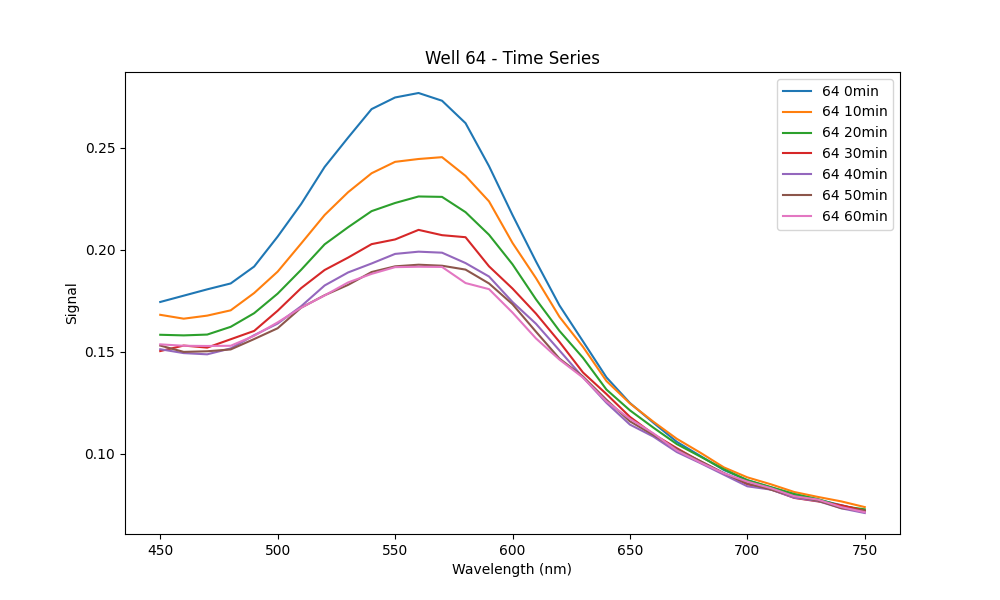 Well 64 - Time Series
64 0min
64 10min
64 20min
64 30min
64 40min
64 50min
64 60min
Signal
0.25
0.20
0.15
0.10
450 500 550 600 650 700 750
Wavelength (nm)